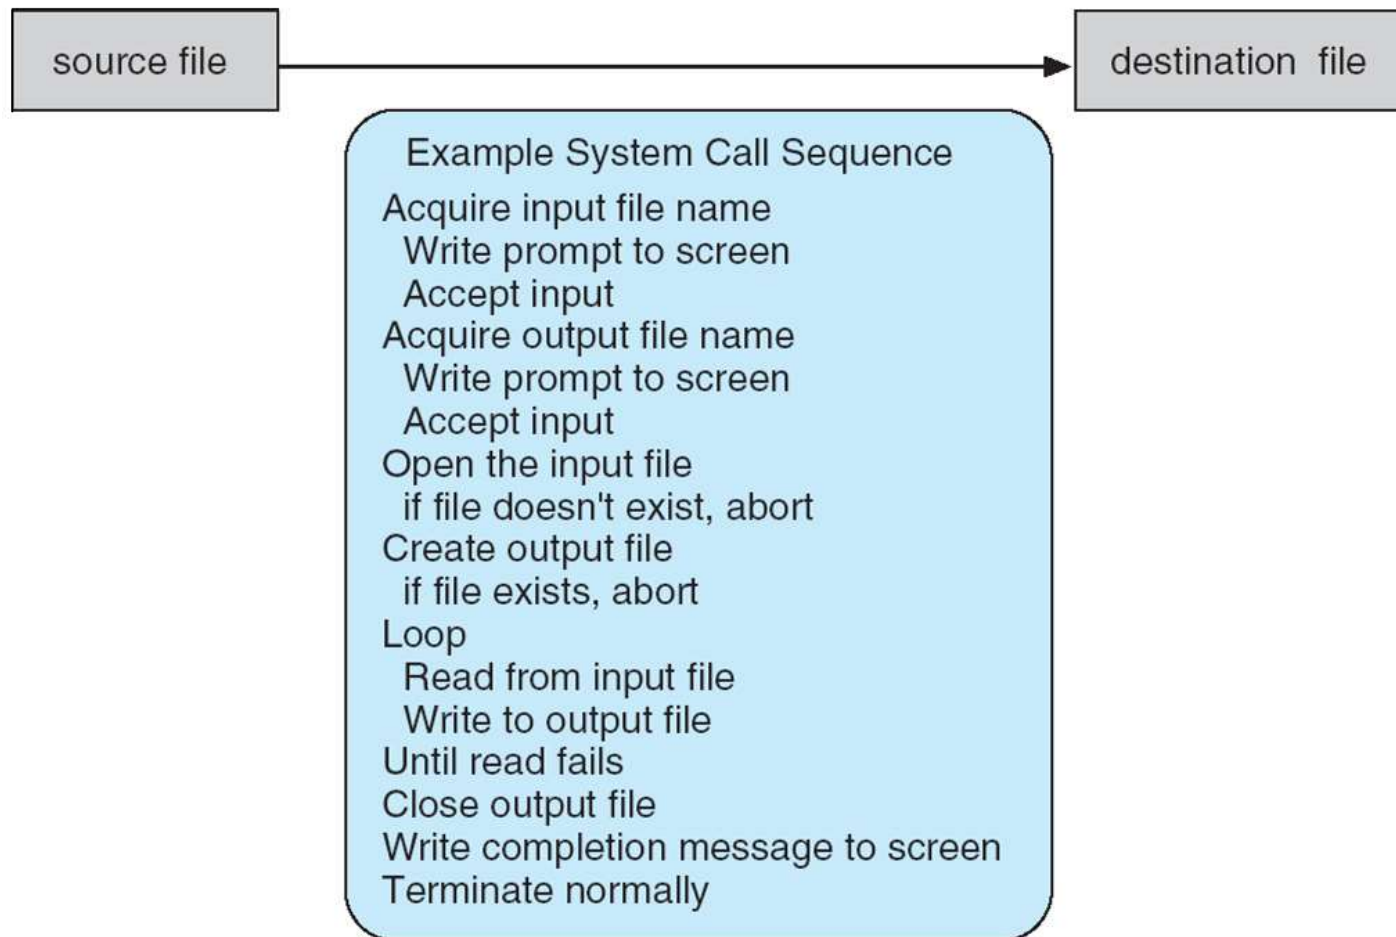 source file
destination file
Example System Call Sequence
Acquire input file name
Write prompt to screen
Accept input
Acquire output file name
Write prompt to screen
Accept input
Open the input file
if file doesn't exist, abort
Create output file
if file exists, abort
Loop
Read from input file
Write to output file
Until read fails
Close output file
Write completion message to screen
Terminate normally